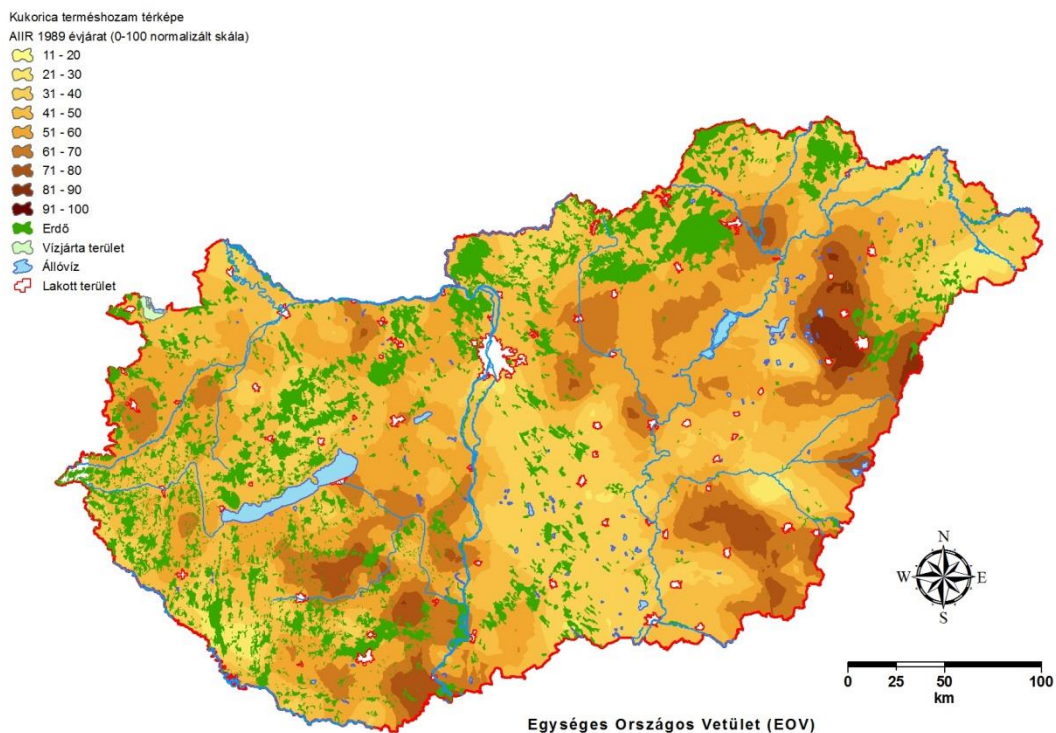 Kukorica terméshozam térképe
AIIR 1989 évjárat (0-100 normalizált skála)
11 - 20
21 - 30
31 - 40
41 - 50
51 - 60
61 - 70
71 - 80
81 - 90
91 - 100
Erdő
Vízjárta terület
Állóvíz
Lakott terület
N
W E
S
0 25 50 100
km
Egységes Országos Vetület (EOV)